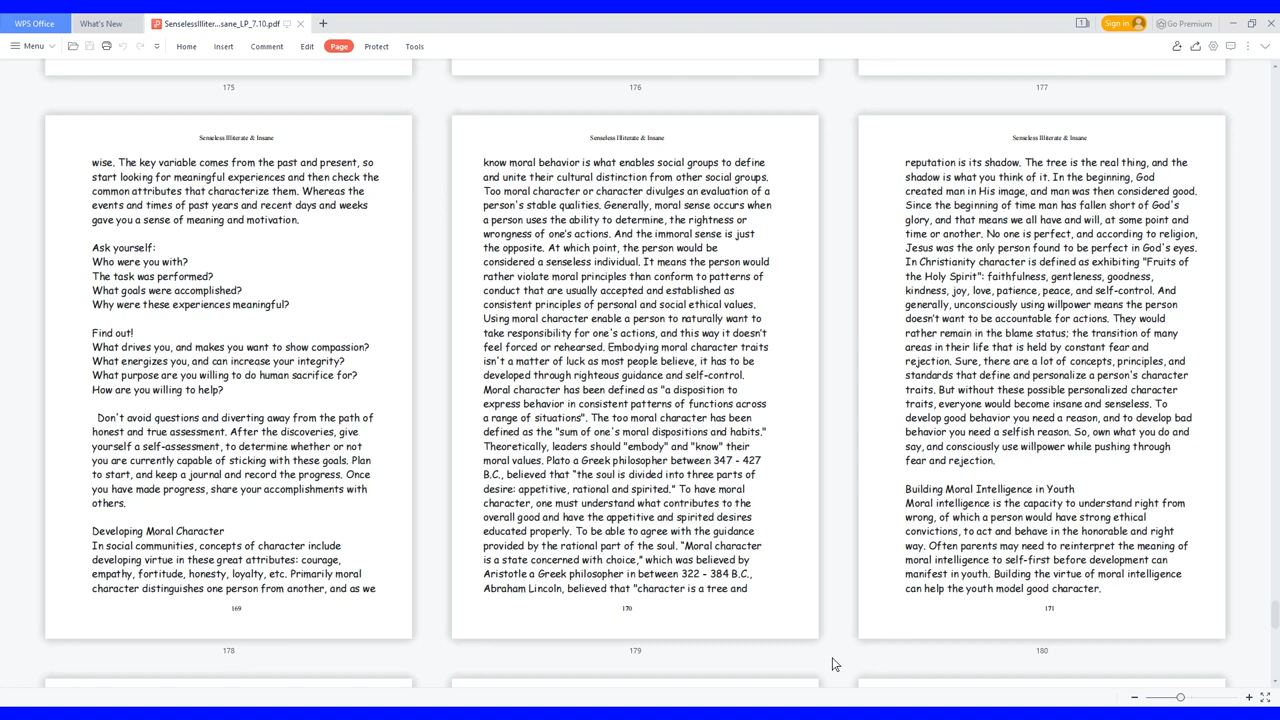 WPS Office
What's New
SenselessIlliter...sane_LP_7.10.pdf
Sign in
Go Premium
Menu
Home
Insert
Comment
Edit
Page
Protect
Tools
175
176
177
Senseless Illiterate & Insane
wise. The key variable comes from the past and present, so
start looking for meaningful experiences and then check the
common attributes that characterize them. Whereas the
events and times of past years and recent days and weeks
gave you a sense of meaning and motivation.
Ask yourself:
Who were you with?
The task was performed?
What goals were accomplished?
Why were these experiences meaningful?
Find out!
What drives you, and makes you want to show compassion?
What energizes you, and can increase your integrity?
What purpose are you willing to do human sacrifice for?
How are you willing to help?
Don't avoid questions and diverting away from the path of
honest and true assessment. After the discoveries, give
yourself a self-assessment, to determine whether or not
you are currently capable of sticking with these goals. Plan
to start, and keep a journal and record the progress. Once
you have made progress, share your accomplishments with
others.
Developing Moral Character
In social communities, concepts of character include
developing virtue in these great attributes: courage,
empathy, fortitude, honesty, loyalty, etc. Primarily moral
character distinguishes one person from another, and as we
169
178
Senseless Illiterate & Insane
know moral behavior is what enables social groups to define
and unite their cultural distinction from other social groups.
Too moral character or character divulges an evaluation of a
person's stable qualities. Generally, moral sense occurs when
a person uses the ability to determine, the rightness or
wrongness of one's actions. And the immoral sense is just
the opposite. At which point, the person would be
considered a senseless individual. It means the person would
rather violate moral principles than conform to patterns of
conduct that are usually accepted and established as
consistent principles of personal and social ethical values.
Using moral character enable a person to naturally want to
take responsibility for one's actions, and this way it doesn't
feel forced or rehearsed. Embodying moral character traits
isn't a matter of luck as most people believe, it has to be
developed through righteous guidance and self-control.
Moral character has been defined as "a disposition to
express behavior in consistent patterns of functions across
a range of situations". The too moral character has been
defined as the "sum of one's moral dispositions and habits."
Theoretically, leaders should "embody" and "know" their
moral values. Plato a Greek philosopher between 347 - 427
B.C., believed that "the soul is divided into three parts of
desire: appetitive, rational and spirited." To have moral
character, one must understand what contributes to the
overall good and have the appetitive and spirited desires
educated properly. To be able to agree with the guidance
provided by the rational part of the soul. "Moral character
is a state concerned with choice," which was believed by
Aristotle a Greek philosopher in between 322 - 384 B.C.,
Abraham Lincoln, believed that "character is a tree and
170
179
Senseless Illiterate & Insane
reputation is its shadow. The tree is the real thing, and the
shadow is what you think of it. In the beginning, God
created man in His image, and man was then considered good.
Since the beginning of time man has fallen short of God's
glory, and that means we all have and will, at some point and
time or another. No one is perfect, and according to religion,
Jesus was the only person found to be perfect in God's eyes.
In Christianity character is defined as exhibiting "Fruits of
the Holy Spirit": faithfulness, gentleness, goodness,
kindness, joy, love, patience, peace, and self-control. And
generally, unconsciously using willpower means the person
doesn't want to be accountable for actions. They would
rather remain in the blame status; the transition of many
areas in their life that is held by constant fear and
rejection. Sure, there are a lot of concepts, principles, and
standards that define and personalize a person's character
traits. But without these possible personalized character
traits, everyone would become insane and senseless. To
develop good behavior you need a reason, and to develop bad
behavior you need a selfish reason. So, own what you do and
say, and consciously use willpower while pushing through
fear and rejection.
Building Moral Intelligence in Youth
Moral intelligence is the capacity to understand right from
wrong, of which a person would have strong ethical
convictions, to act and behave in the honorable and right
way. Often parents may need to reinterpret the meaning of
moral intelligence to self-first before development can
manifest in youth. Building the virtue of moral intelligence
can help the youth model good character.
171
180